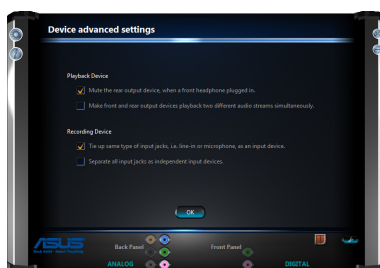 Device advanced settings
Playback Device
Mute the rear output device, when a front headphone plugged in.
Make front and rear output devices playback two different audio streams simultaneously.
Recording Device
Tie up same type of input jacks, i.e. line-in or microphone, as an input device.
Separate all input jacks as independent input devices.
OK
ASUS
Back Panel
Front Panel
ANALOG
DIGITAL